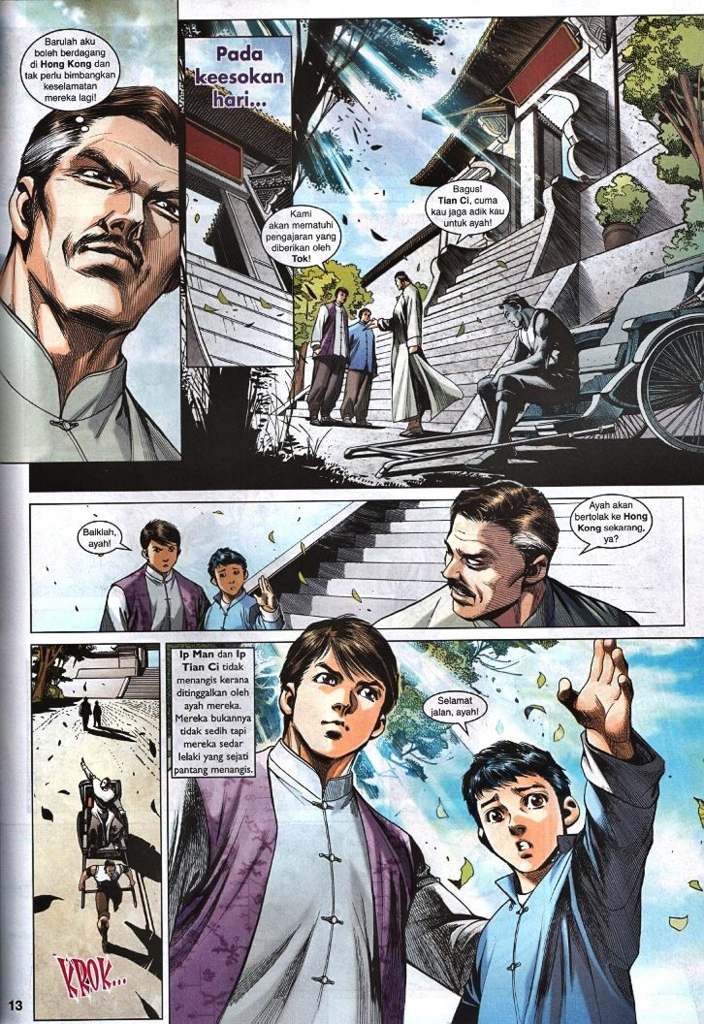 Barulah aku
boleh berdagang
di Hong Kong dan
tak perlu bimbangkan
keselamatan
mereka lagi!
Pada
keesokan
hari...
Kami
akan mematuhi
pengajaran yang
diberikan oleh
Tok!
Bagus!
Tian Ci, cuma
kau jaga adik kau
untuk ayah!
Baiklah,
ayah!
Ayah akan
bertolak ke Hong
Kong sekarang,
ya?
Ip Man dan Ip
Tian Ci tidak
menangis kerana
ditinggalkan oleh
ayah mereka.
Mereka bukannya
tidak sedih tapi
mereka sedar
lelaki yang sejati
pantang menangis.
Selamat
jalan, ayah!
KROK...
13